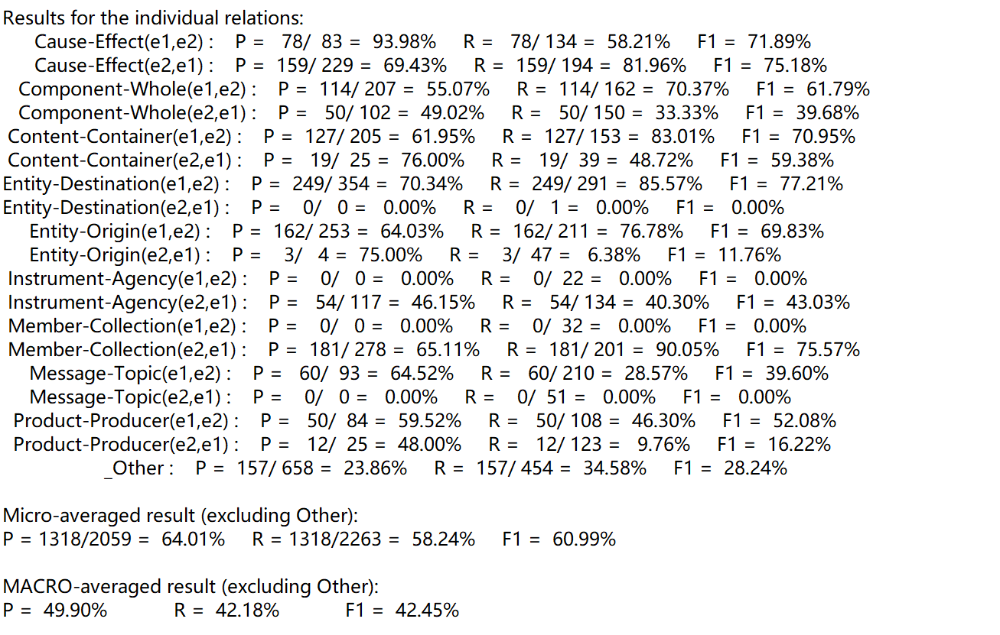 Results for the individual relations:
Cause-Effect(e1,e2) : P = 78/ 83 = 93.98% R = 78/ 134 = 58.21% F1 = 71.89%
Cause-Effect(e2,e1) : P = 159/ 229 = 69.43% R = 159/ 194 = 81.96% F1 = 75.18%
Component-Whole(e1,e2) : P = 114/ 207 = 55.07% R = 114/ 162 = 70.37% F1 = 61.79%
Component-Whole(e2,e1) : P = 50/ 102 = 49.02% R = 50/ 150 = 33.33% F1 = 39.68%
Content-Container(e1,e2) : P = 127/ 205 = 61.95% R = 127/ 153 = 83.01% F1 = 70.95%
Content-Container(e2,e1) : P = 19/ 25 = 76.00% R = 19/ 39 = 48.72% F1 = 59.38%
Entity-Destination(e1,e2) : P = 249/ 354 = 70.34% R = 249/ 291 = 85.57% F1 = 77.21%
Entity-Destination(e2,e1) : P = 0/ 0 = 0.00% R = 0/ 1 = 0.00% F1 = 0.00%
Entity-Origin(e1,e2) : P = 162/ 253 = 64.03% R = 162/ 211 = 76.78% F1 = 69.83%
Entity-Origin(e2,e1) : P = 3/ 4 = 75.00% R = 3/ 47 = 6.38% F1 = 11.76%
Instrument-Agency(e1,e2) : P = 0/ 0 = 0.00% R = 0/ 22 = 0.00% F1 = 0.00%
Instrument-Agency(e2,e1) : P = 54/ 117 = 46.15% R = 54/ 134 = 40.30% F1 = 43.03%
Member-Collection(e1,e2) : P = 0/ 0 = 0.00% R = 0/ 32 = 0.00% F1 = 0.00%
Member-Collection(e2,e1) : P = 181/ 278 = 65.11% R = 181/ 201 = 90.05% F1 = 75.57%
Message-Topic(e1,e2) : P = 60/ 93 = 64.52% R = 60/ 210 = 28.57% F1 = 39.60%
Message-Topic(e2,e1) : P = 0/ 0 = 0.00% R = 0/ 51 = 0.00% F1 = 0.00%
Product-Producer(e1,e2) : P = 50/ 84 = 59.52% R = 50/ 108 = 46.30% F1 = 52.08%
Product-Producer(e2,e1) : P = 12/ 25 = 48.00% R = 12/ 123 = 9.76% F1 = 16.22%
_Other : P = 157/ 658 = 23.86% R = 157/ 454 = 34.58% F1 = 28.24%
Micro-averaged result (excluding Other):
P = 1318/2059 = 64.01% R = 1318/2263 = 58.24% F1 = 60.99%
MACRO-averaged result (excluding Other):
P = 49.90% R = 42.18% F1 = 42.45%